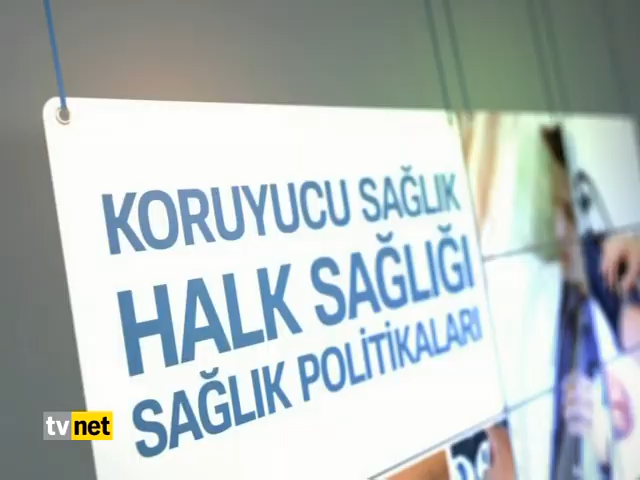 KORUYUCU SAĞLIK
HALK SAĞLIĞI
SAĞLIK POLİTİKALARI
tvnet